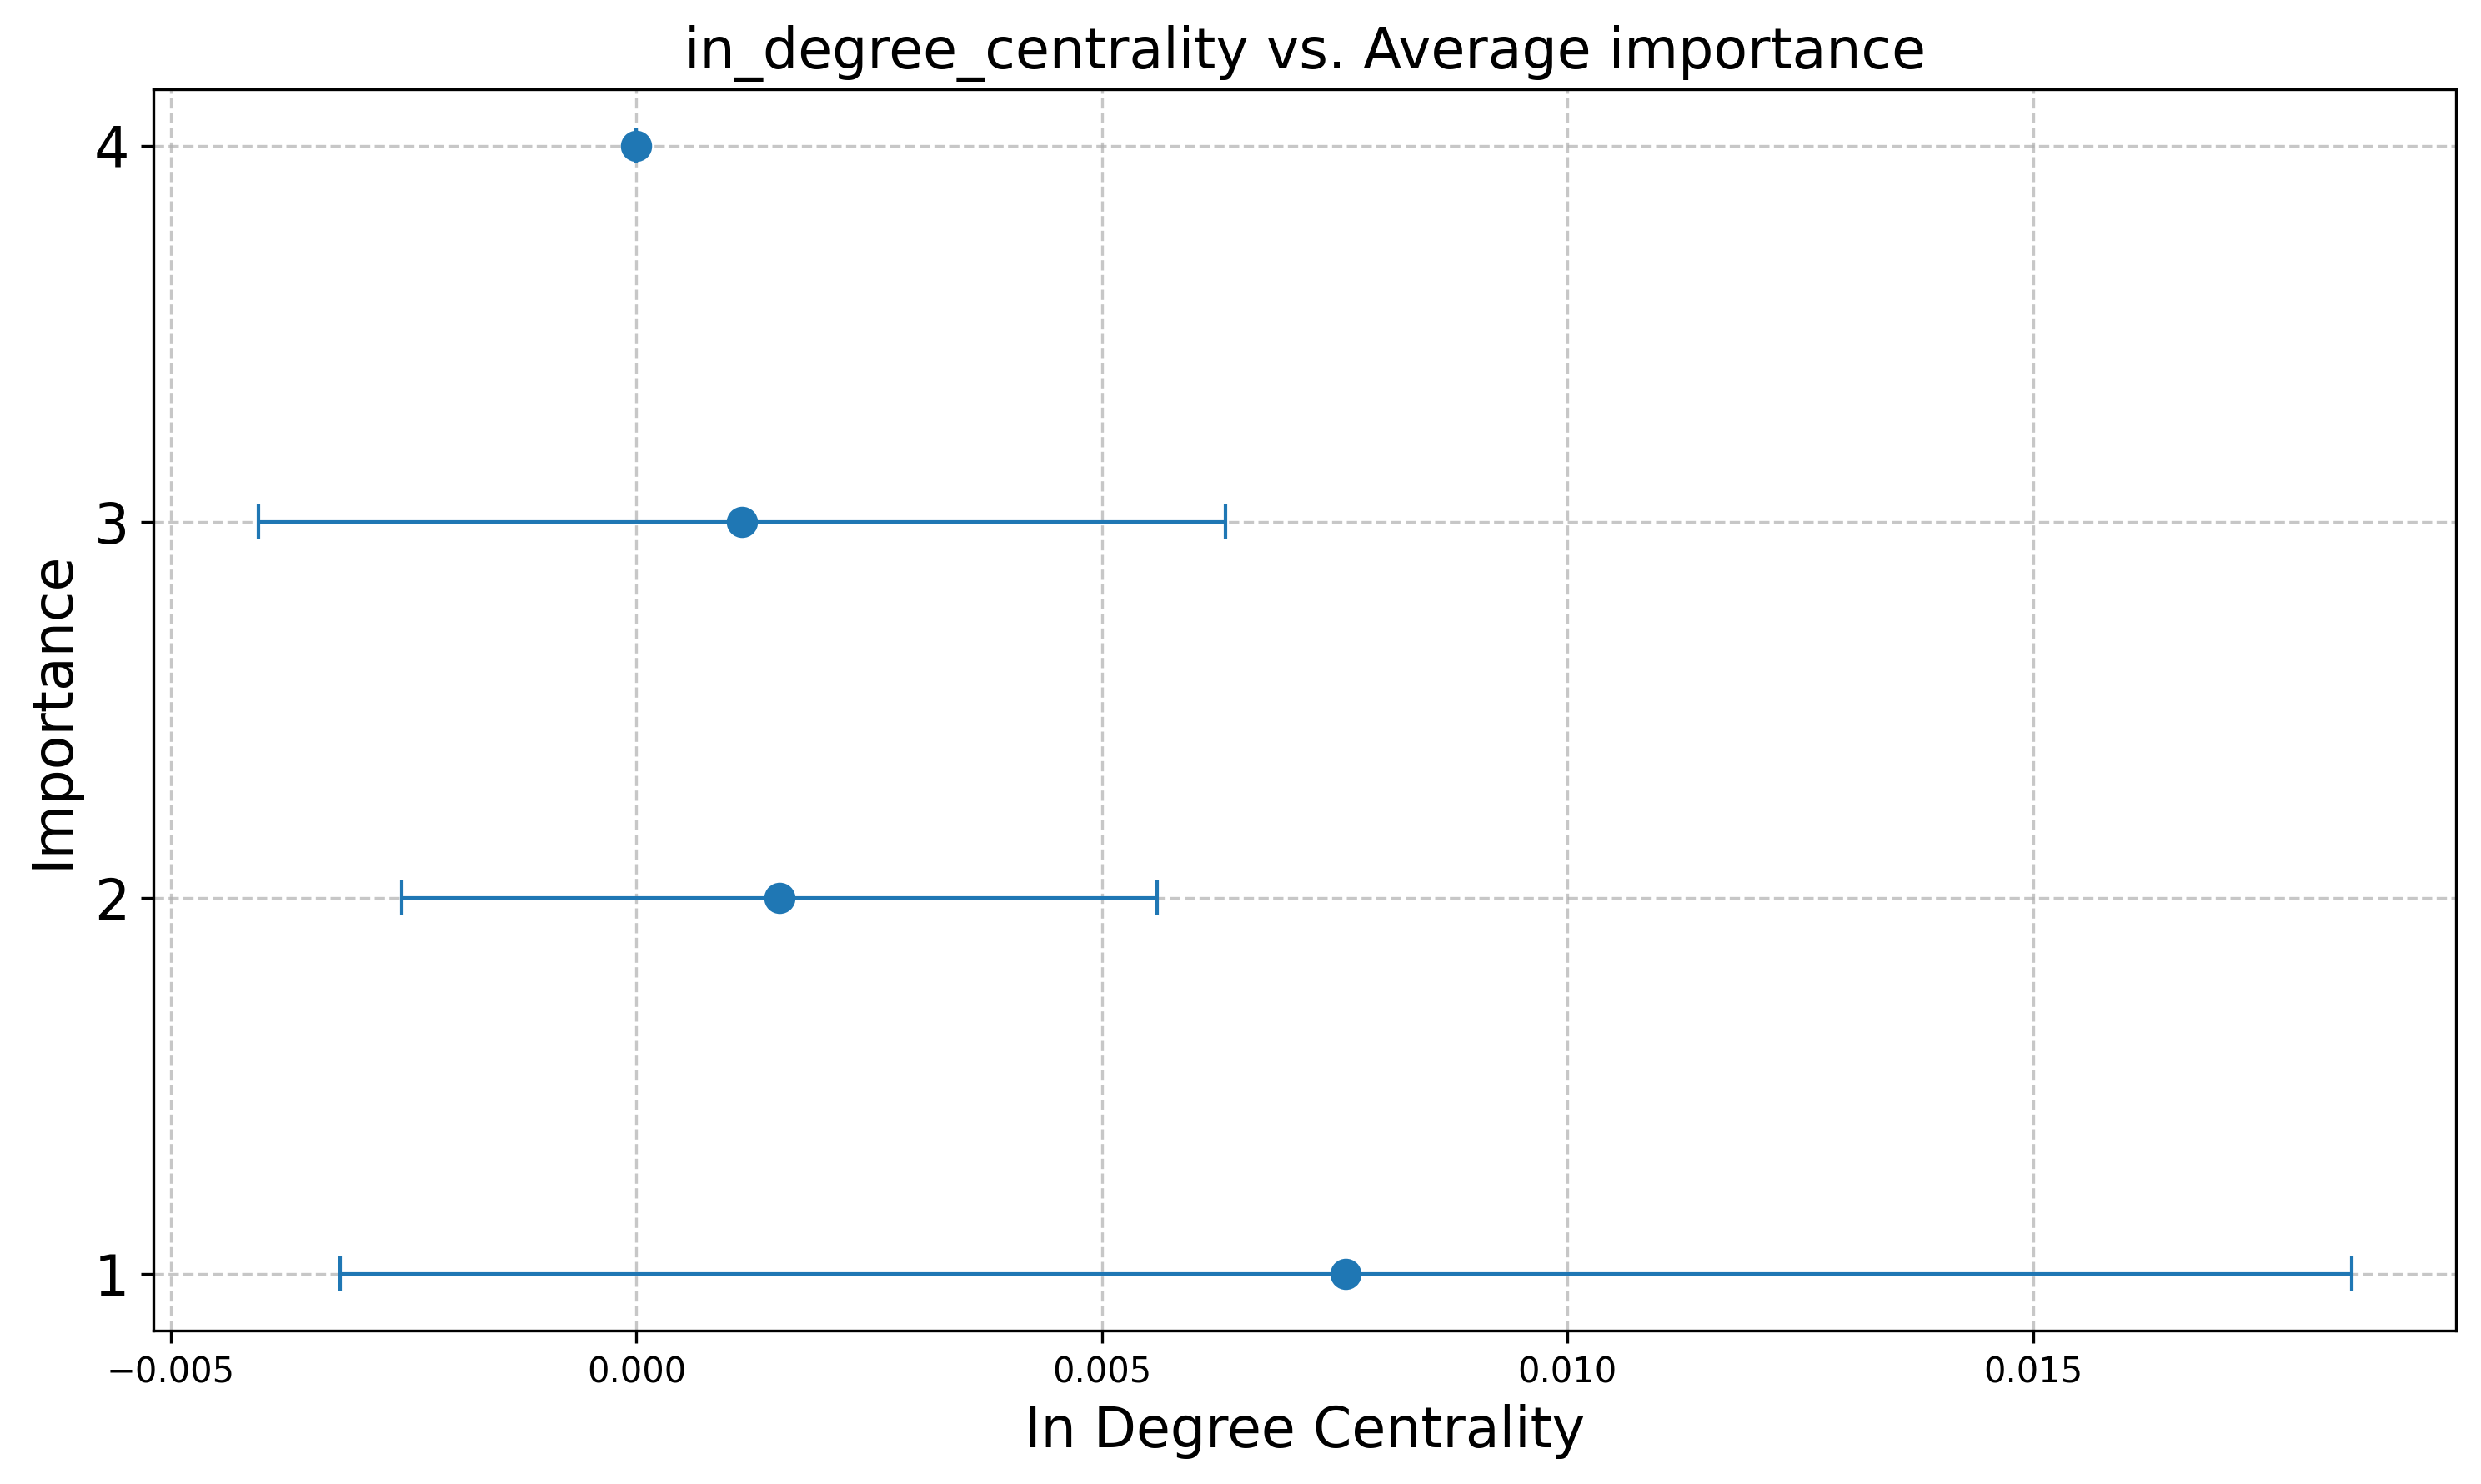 in_degree_centrality vs. Average importance
4
3
2
1
Importance
−0.005 0.000 0.005 0.010 0.015
In Degree Centrality